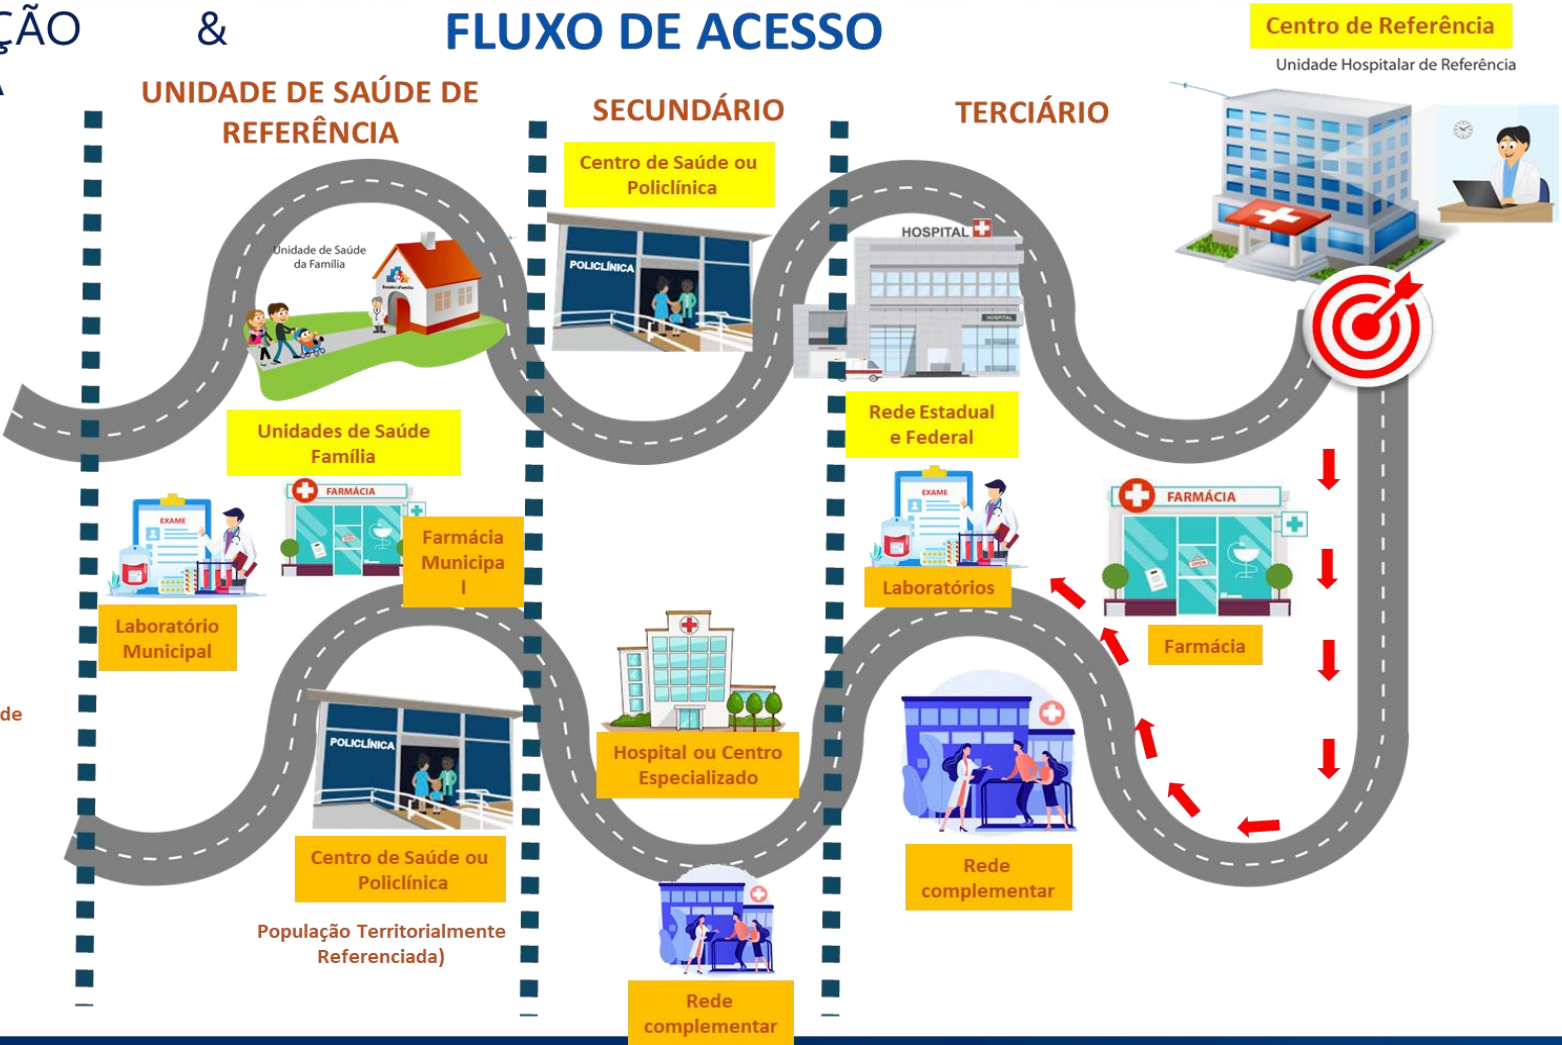 ÇÃO & FLUXO DE ACESSO
A
Centro de Referência
Unidade Hospitalar de Referência
UNIDADE DE SAÚDE DE
REFERÊNCIA
SECUNDÁRIO
TERCIÁRIO
Centro de Saúde ou
Policlínica
Unidade de Saúde
da Família
POLICLÍNICA
HOSPITAL
HOSPITAL
Unidades de Saúde
Família
Rede Estadual
e Federal
EXAME
FARMÁCIA
Farmácia
Municipa
l
Laboratório
Municipal
EXAME
Laboratórios
FARMÁCIA
OPEN
Farmácia
de
POLICLÍNICA
Centro de Saúde ou
Policlínica
População Territorialmente
Referenciada)
Hospital ou Centro
Especializado
Rede
complementar
Rede
complementar